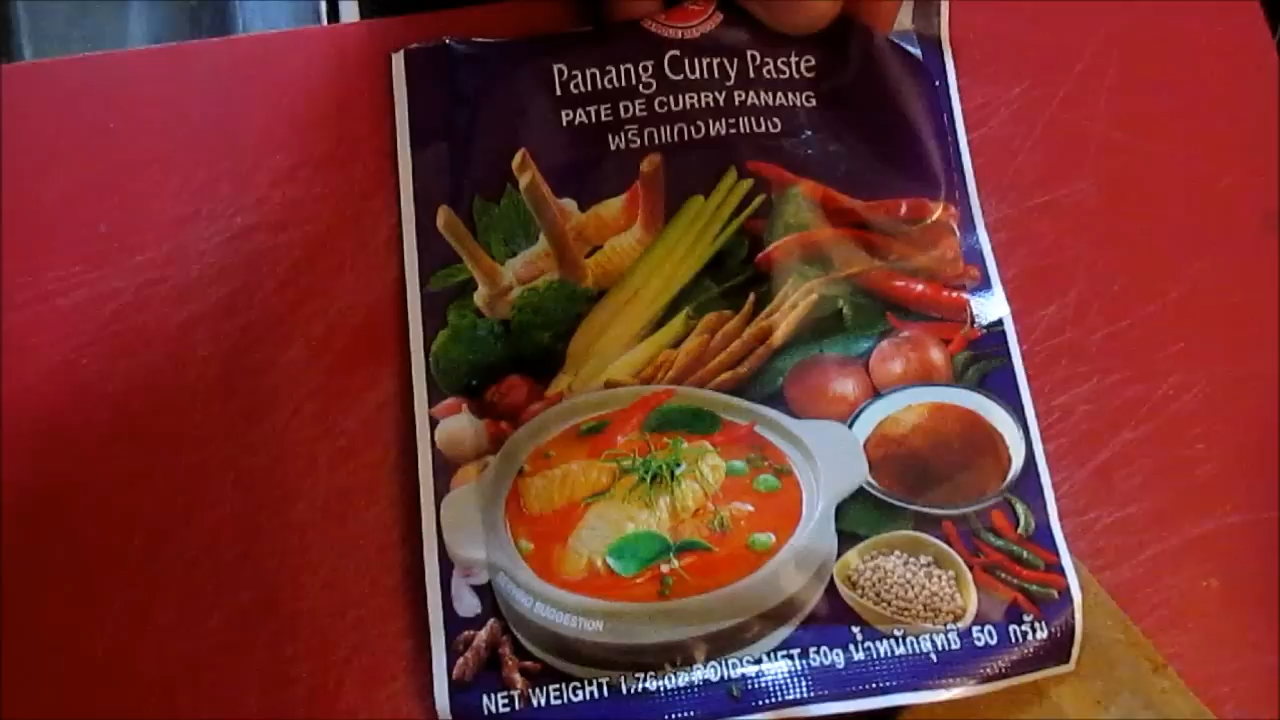 Panang Curry Paste
PATE DE CURRY PANANG
พริกแกงพะแนง
SERVING SUGGESTION
NET WEIGHT 1.76 oz POIDS NET 50g น้ำหนักสุทธิ 50 กรัม